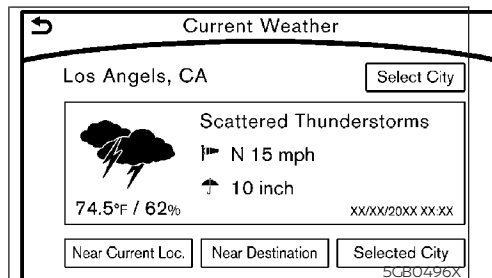 Current Weather
Los Angels, CA
Select City
Scattered Thunderstorms
N 15 mph
10 inch
74.5°F / 62%
XX/XX/20XX XX:XX
Near Current Loc.
Near Destination
Selected City
5GB0496X